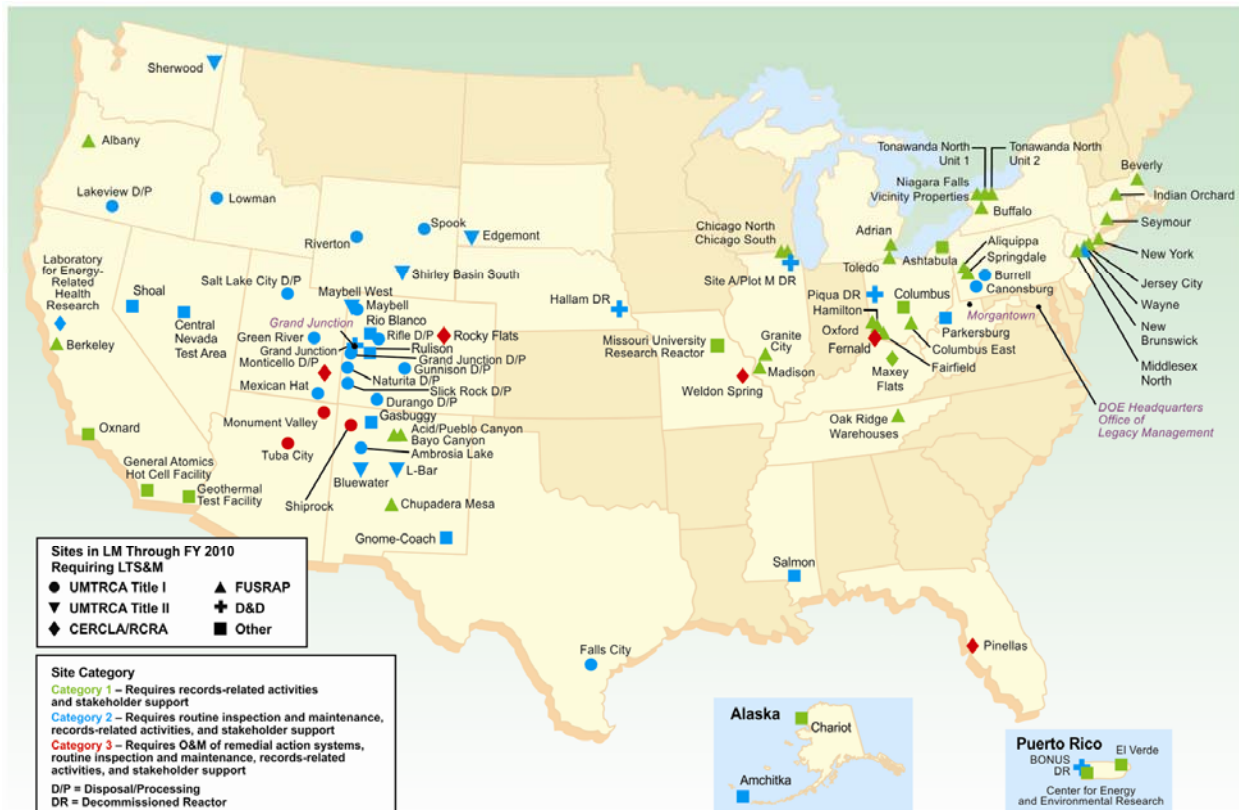 Sherwood
Albany
Lakeview D/P
Lowman
Spook
Riverton
Edgemont
Shirley Basin South
Salt Lake City D/P
Maybell West
Maybell
Laboratory
for Energy-
Related
Health
Research
Shoal
Central
Nevada
Test Area
Berkeley
Grand Junction
Rio Blanco
Green River
Rifle D/P
Rocky Flats
Grand Junction
Rulison
Monticello D/P
Grand Junction D/P
Gunnison D/P
Naturita D/P
Mexican Hat
Slick Rock D/P
Durango D/P
Monument Valley
Gasbuggy
Acid/Pueblo Canyon
Bayo Canyon
Ambrosia Lake
Oxnard
Tuba City
General Atomics
Hot Cell Facility
Geothermal
Test Facility
Shiprock
Bluewater
L-Bar
Chupadera Mesa
Gnome-Coach
Hallam DR
Missouri University
Research Reactor
Granite
City
Madison
Weldon Spring
Chicago North
Chicago South
Site A/Plot M DR
Adrian
Toledo
Tonawanda North
Unit 1
Tonawanda North
Unit 2
Niagara Falls
Vicinity Properties
Buffalo
Beverly
Indian Orchard
Seymour
New York
Jersey City
Wayne
New
Brunswick
Middlesex
North
Ashtabula
Aliquippa
Springdale
Burrell
Canonsburg
Piqua DR
Hamilton
Columbus
Morgantown
Oxford
Fernald
Parkersburg
Columbus East
Maxey
Flats
Fairfield
DOE Headquarters
Office of
Legacy Management
Oak Ridge
Warehouses
Salmon
Falls City
Pinellas
Sites in LM Through FY 2010
Requiring LTS&M
UMTRCA Title I
FUSRAP
UMTRCA Title II
D&D
CERCLA/RCRA
Other
Site Category
Category 1 – Requires records-related activities
and stakeholder support
Category 2 – Requires routine inspection and maintenance,
records-related activities, and stakeholder support
Category 3 – Requires O&M of remedial action systems,
routine inspection and maintenance, records-related
activities, and stakeholder support
D/P = Disposal/Processing
DR = Decommissioned Reactor
Alaska
Chariot
Amchitka
Puerto Rico
El Verde
BONUS
DR
Center for Energy
and Environmental Research